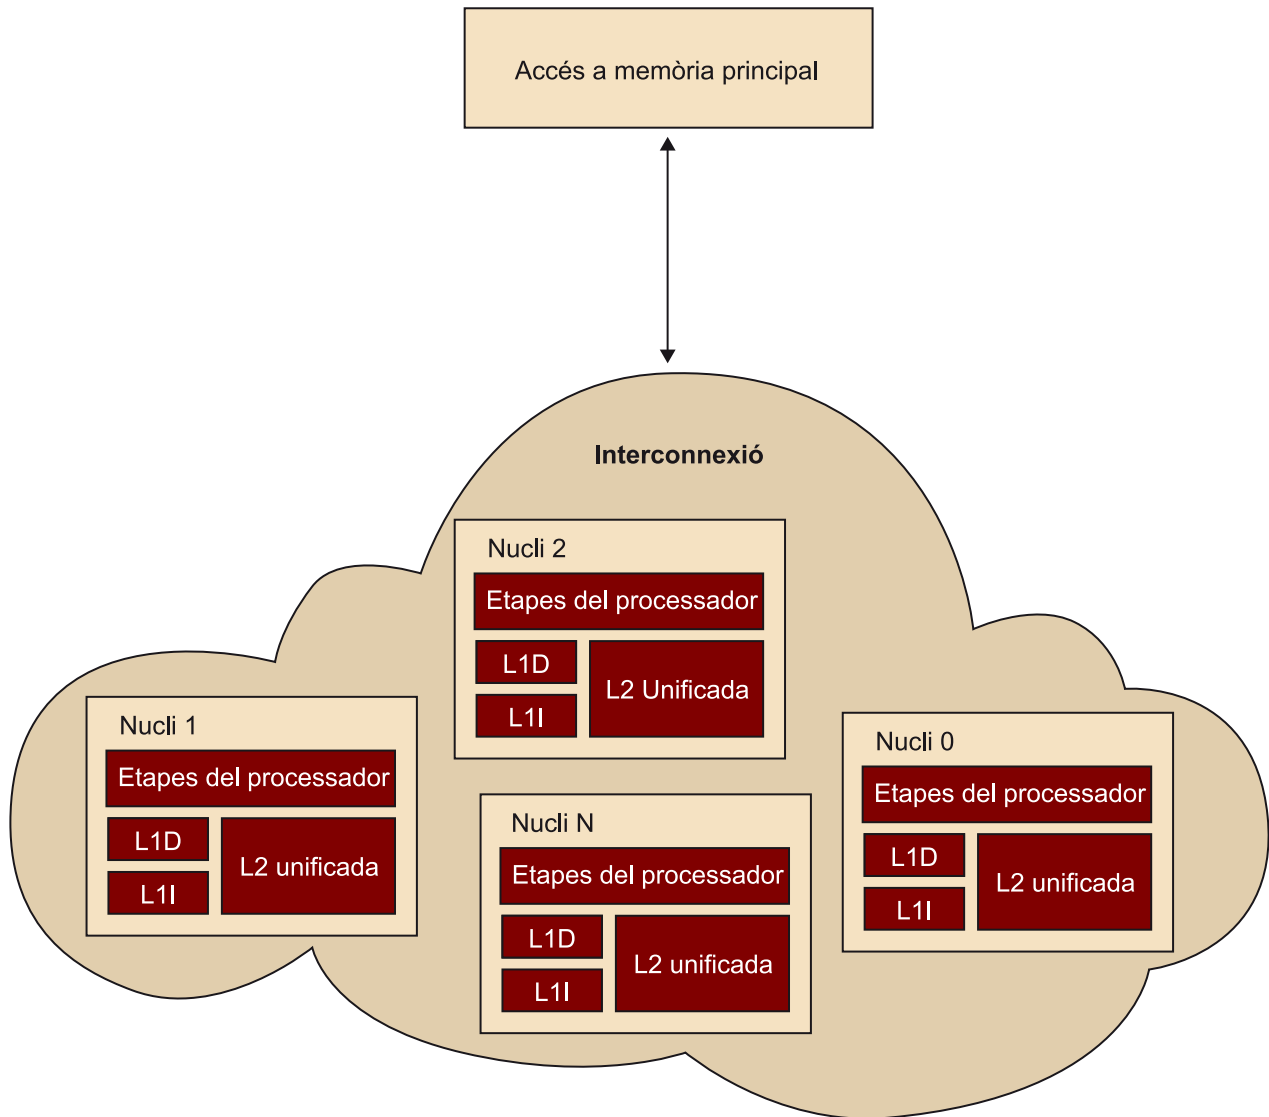 Accés a memòria principal
Interconnexió
Nucli 2
Etapes del processador
L1D
L2 Unificada
L1I
Nucli 1
Etapes del processador
L1D
L2 unificada
L1I
Nucli 0
Etapes del processador
L1D
L2 unificada
L1I
Nucli N
Etapes del processador
L1D
L2 unificada
L1I